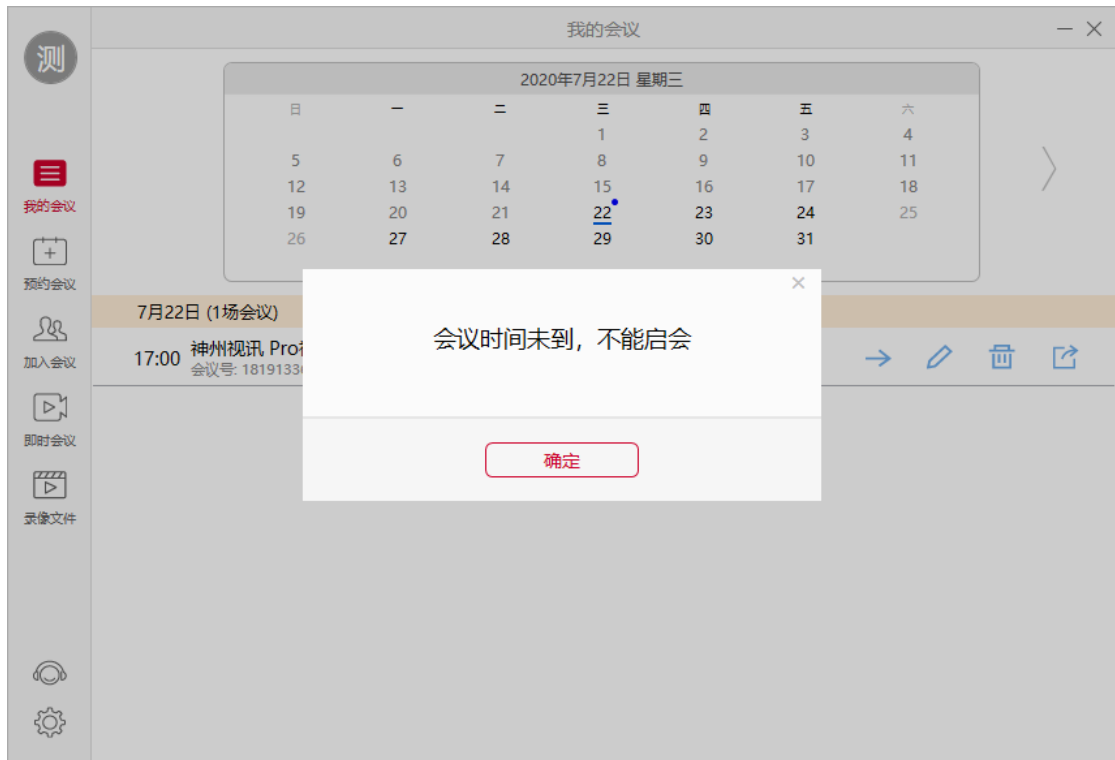 我的会议
测
2020年7月22日 星期三
日 一 二 三 四 五 六
1 2 3 4
5 6 7 8 9 10 11
12 13 14 15 16 17 18
19 20 21 22 23 24 25
26 27 28 29 30 31
我的会议
预约会议
加入会议
即时会议
录像文件
7月22日 (1场会议)
17:00 神州视讯 Pro
会议号: 1819133
会议时间未到，不能启会
确定